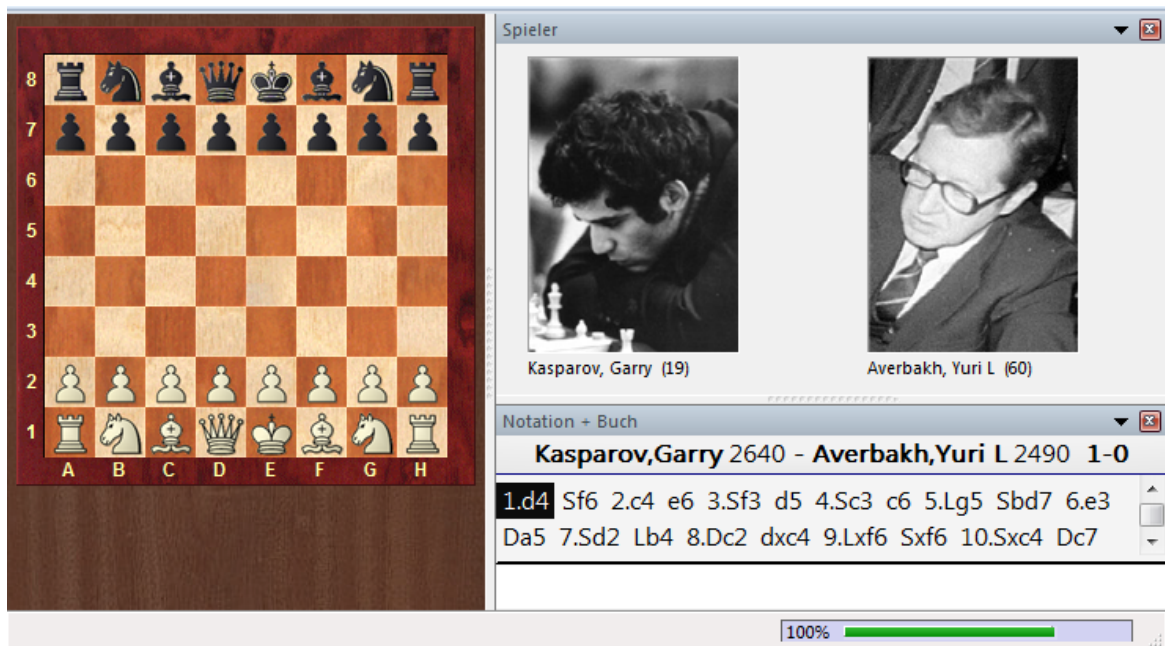 8
7
6
5
4
3
2
1
A B C D E F G H
Spieler
Kasparov, Garry (19)
Averbakh, Yuri L (60)
Notation + Buch
Kasparov,Garry 2640 - Averbakh,Yuri L 2490 1-0
1.d4 Sf6 2.c4 e6 3.Sf3 d5 4.Sc3 c6 5.Lg5 Sbd7 6.e3
Da5 7.Sd2 Lb4 8.Dc2 dxc4 9.Lxf6 Sxf6 10.Sxc4 Dc7
100%